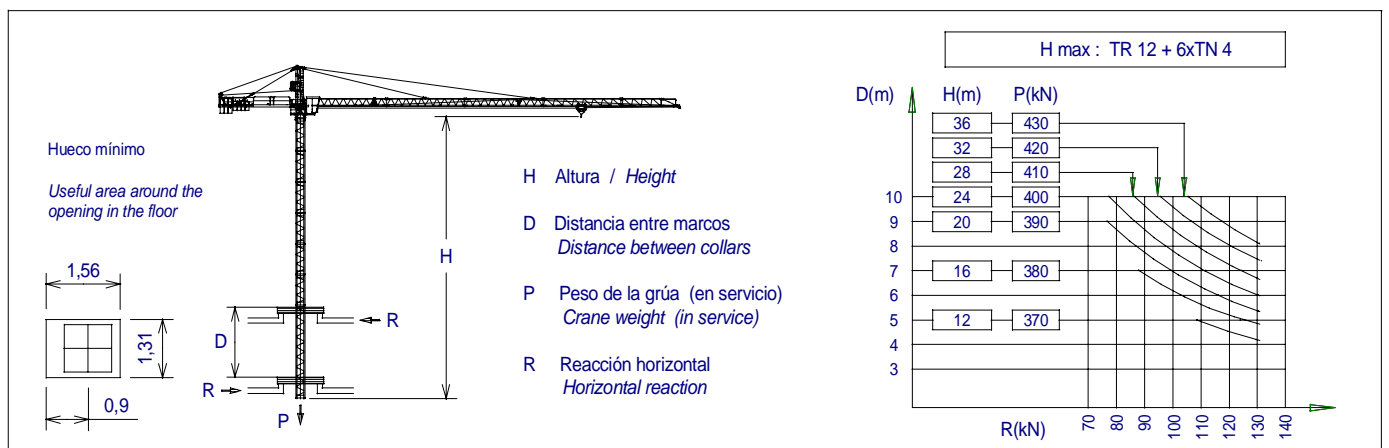 Hueco mínimo
Useful area around the
opening in the floor
1,56
1,31
0,9
H
D
R
R
P
H Altura / Height
D Distancia entre marcos
Distance between collars
P Peso de la grúa (en servicio)
Crane weight (in service)
R Reacción horizontal
Horizontal reaction
H max : TR 12 + 6xTN 4
D(m) H(m) P(kN)
36 430
32 420
28 410
10 24 400
9 20 390
8
7 16 380
6
5 12 370
4
3
R(kN) 70 80 90 100 110 120 130 140